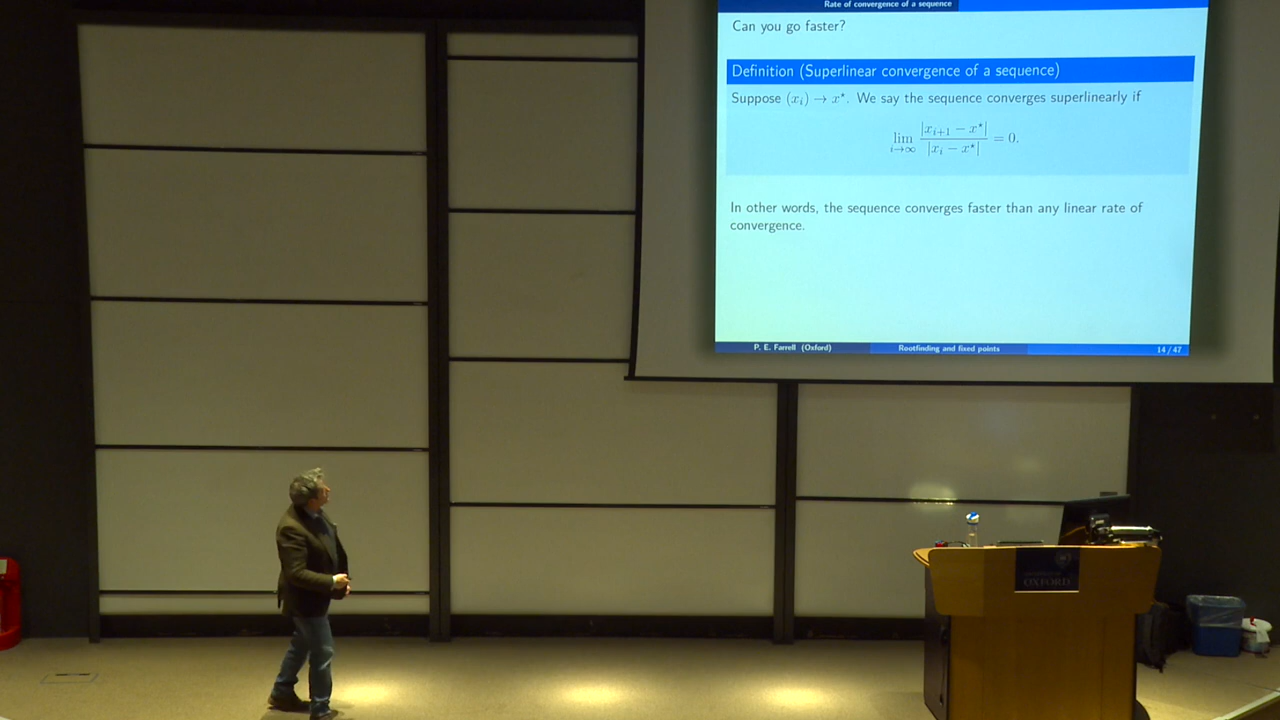 Rate of convergence of a sequence
Can you go faster?
Definition (Superlinear convergence of a sequence)
Suppose (x_i) → x*. We say the sequence converges superlinearly if
lim_{i→∞} |x_{i+1} − x*| / |x_i − x*| = 0.
In other words, the sequence converges faster than any linear rate of
convergence.
P. E. Farrell (Oxford) Rootfinding and fixed points 14 / 47
OXFORD